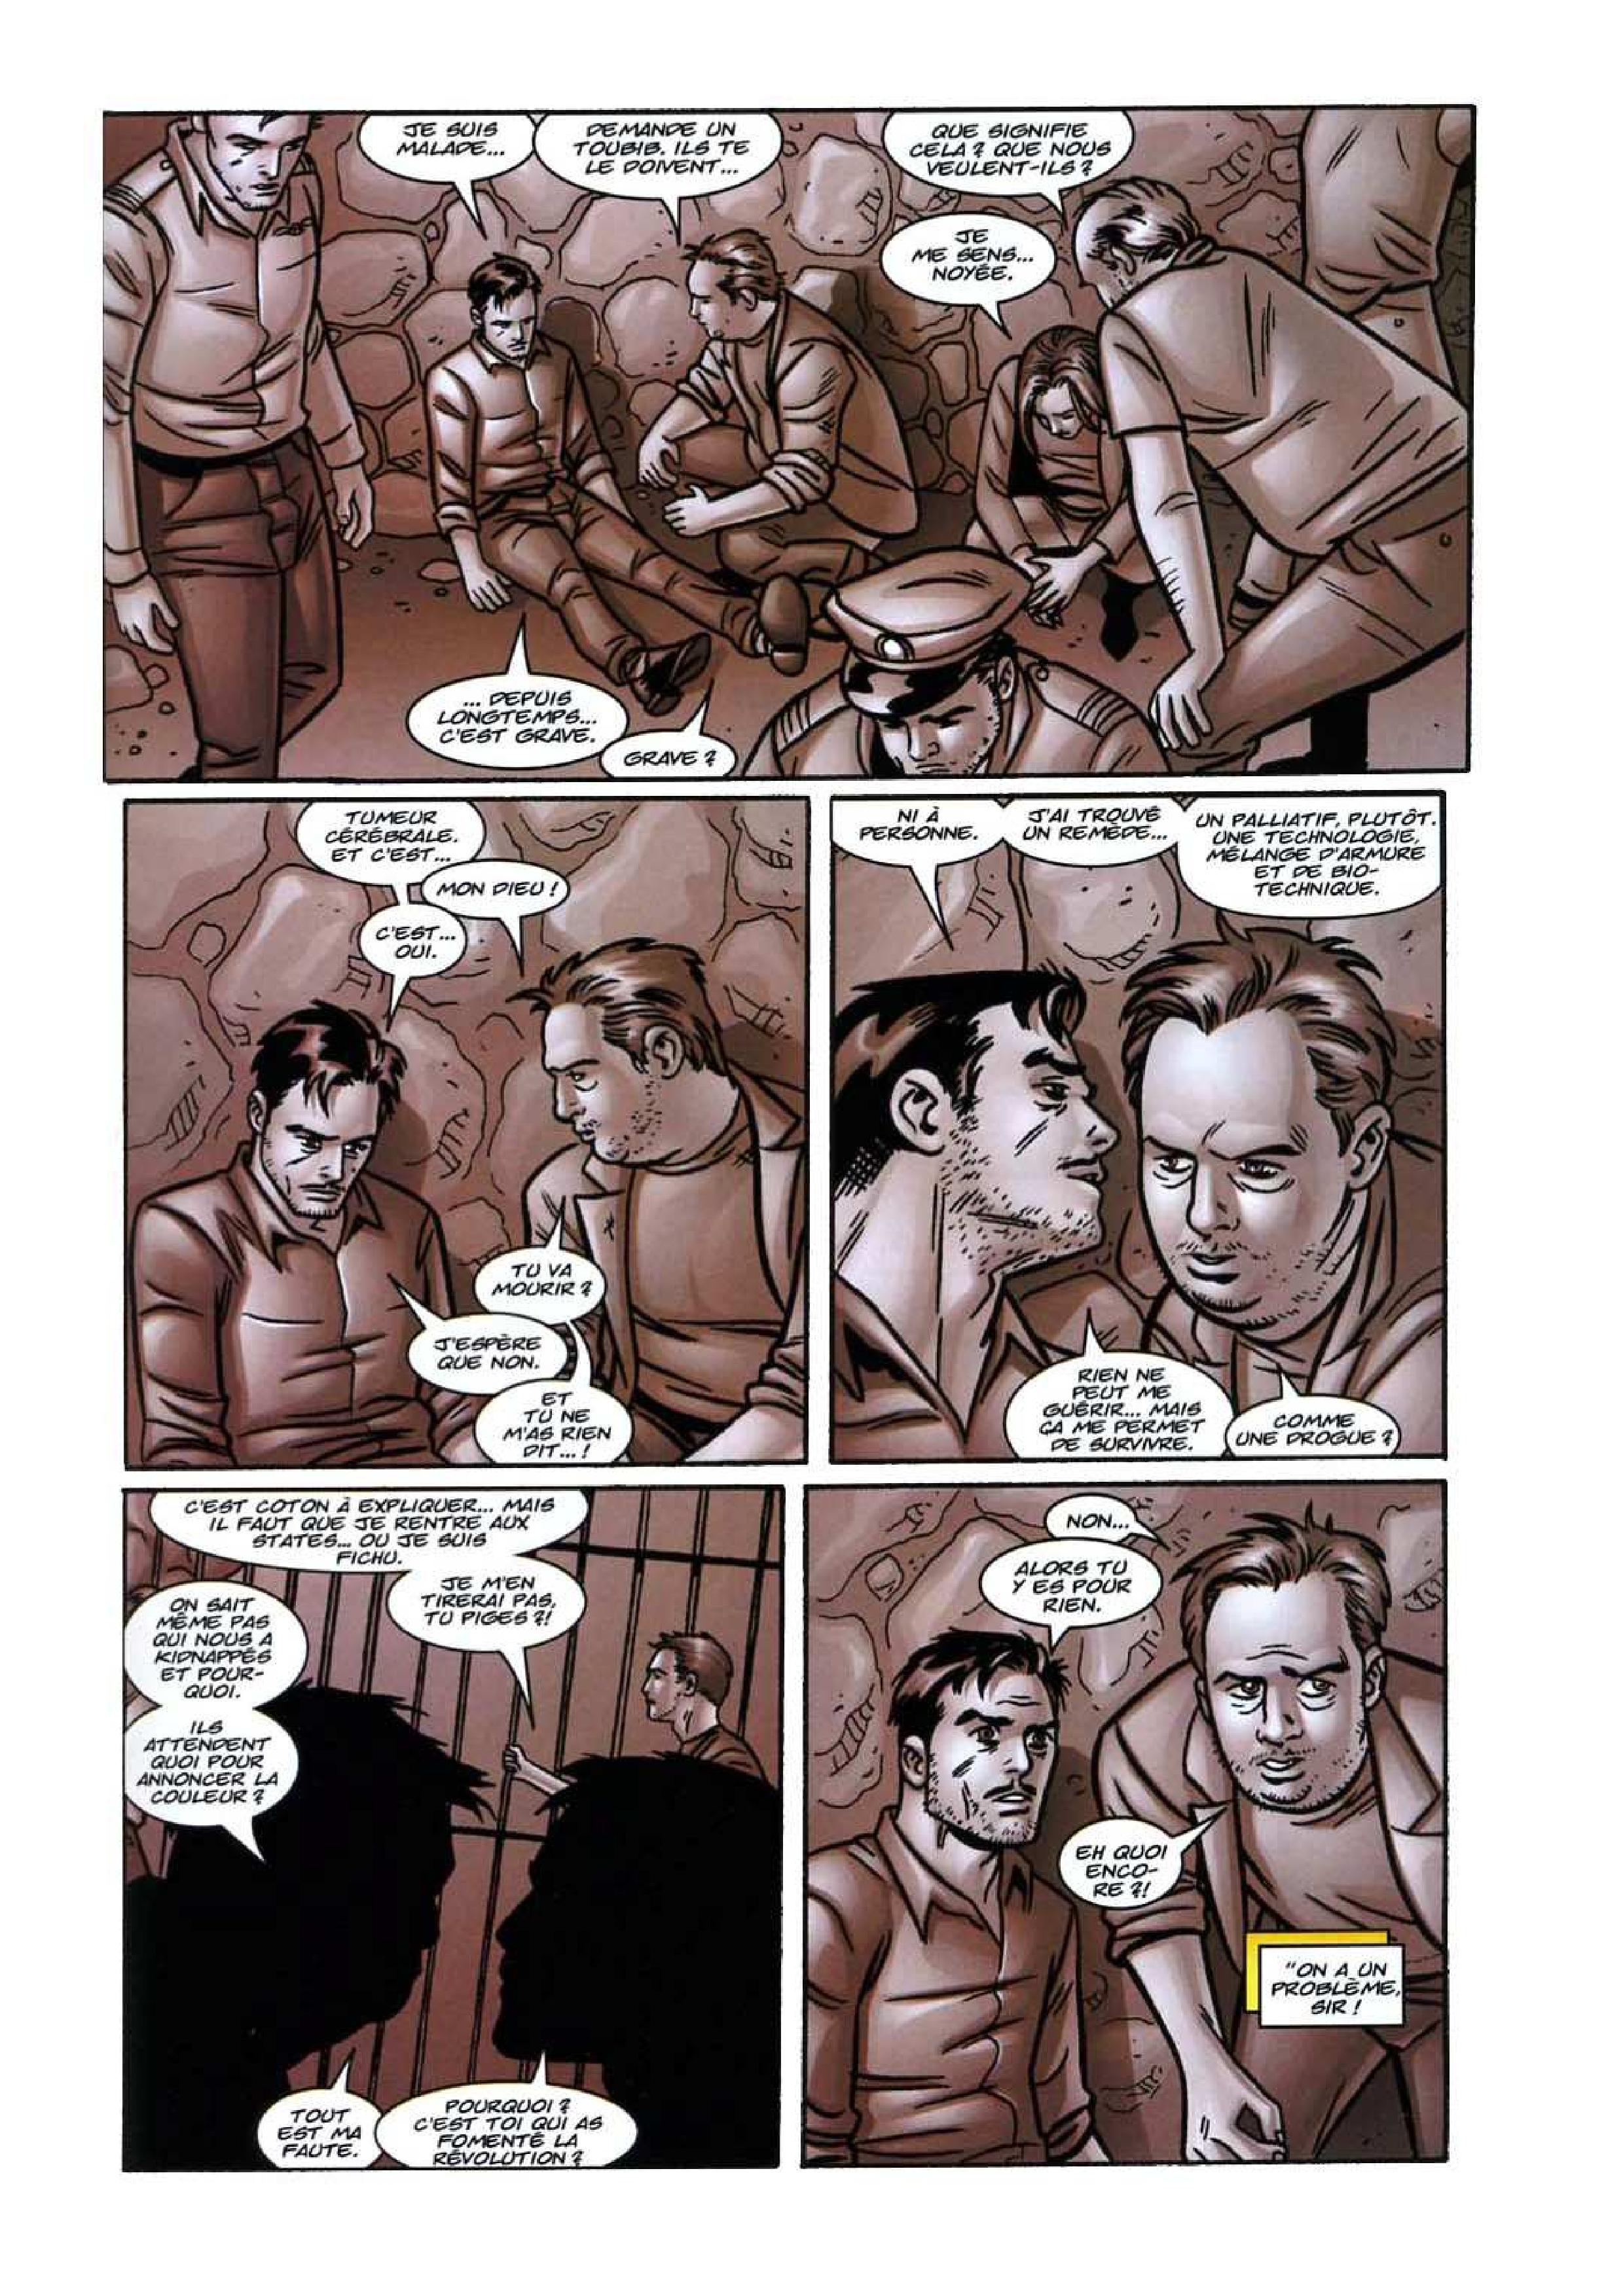 JE SUIS
MALADE...
DEMANDE UN
TOUBIB. ILS TE
LE DOIVENT...
QUE SIGNIFIE
CELA ? QUE NOUS
VEULENT-ILS ?
JE
ME SENS...
NOYÉE.
... DEPUIS
LONGTEMPS...
C'EST GRAVE.
GRAVE ?
TUMEUR
CÉRÉBRALE.
ET C'EST...
MON DIEU !
C'EST...
OUI.
TU VA
MOURIR ?
J'ESPÈRE
QUE NON.
ET
TU NE
M'AS RIEN
DIT... !
NI À
PERSONNE.
J'AI TROUVÉ
UN REMÈDE...
UN PALLIATIF, PLUTÔT.
UNE TECHNOLOGIE,
MÉLANGE D'ARMURE
ET DE BIO-
TECHNIQUE.
RIEN NE
PEUT ME
GUÉRIR... MAIS
ÇA ME PERMET
DE SURVIVRE.
COMME
UNE DROGUE ?
C'EST COTON À EXPLIQUER... MAIS
IL FAUT QUE JE RENTRE AUX
STATES... OU JE SUIS
FICHU.
JE M'EN
TIRERAI PAS,
TU PIGES ?!
ON SAIT
MÊME PAS
QUI NOUS A
KIDNAPPÉS
ET POUR-
QUOI.
ILS
ATTENDENT
QUOI POUR
ANNONCER LA
COULEUR ?
TOUT
EST MA
FAUTE.
POURQUOI ?
C'EST TOI QUI AS
FOMENTÉ LA
RÉVOLUTION ?
NON...
ALORS TU
Y ES POUR
RIEN.
EH QUOI
ENCO-
RE ?!
"ON A UN
PROBLÈME,
SIR !